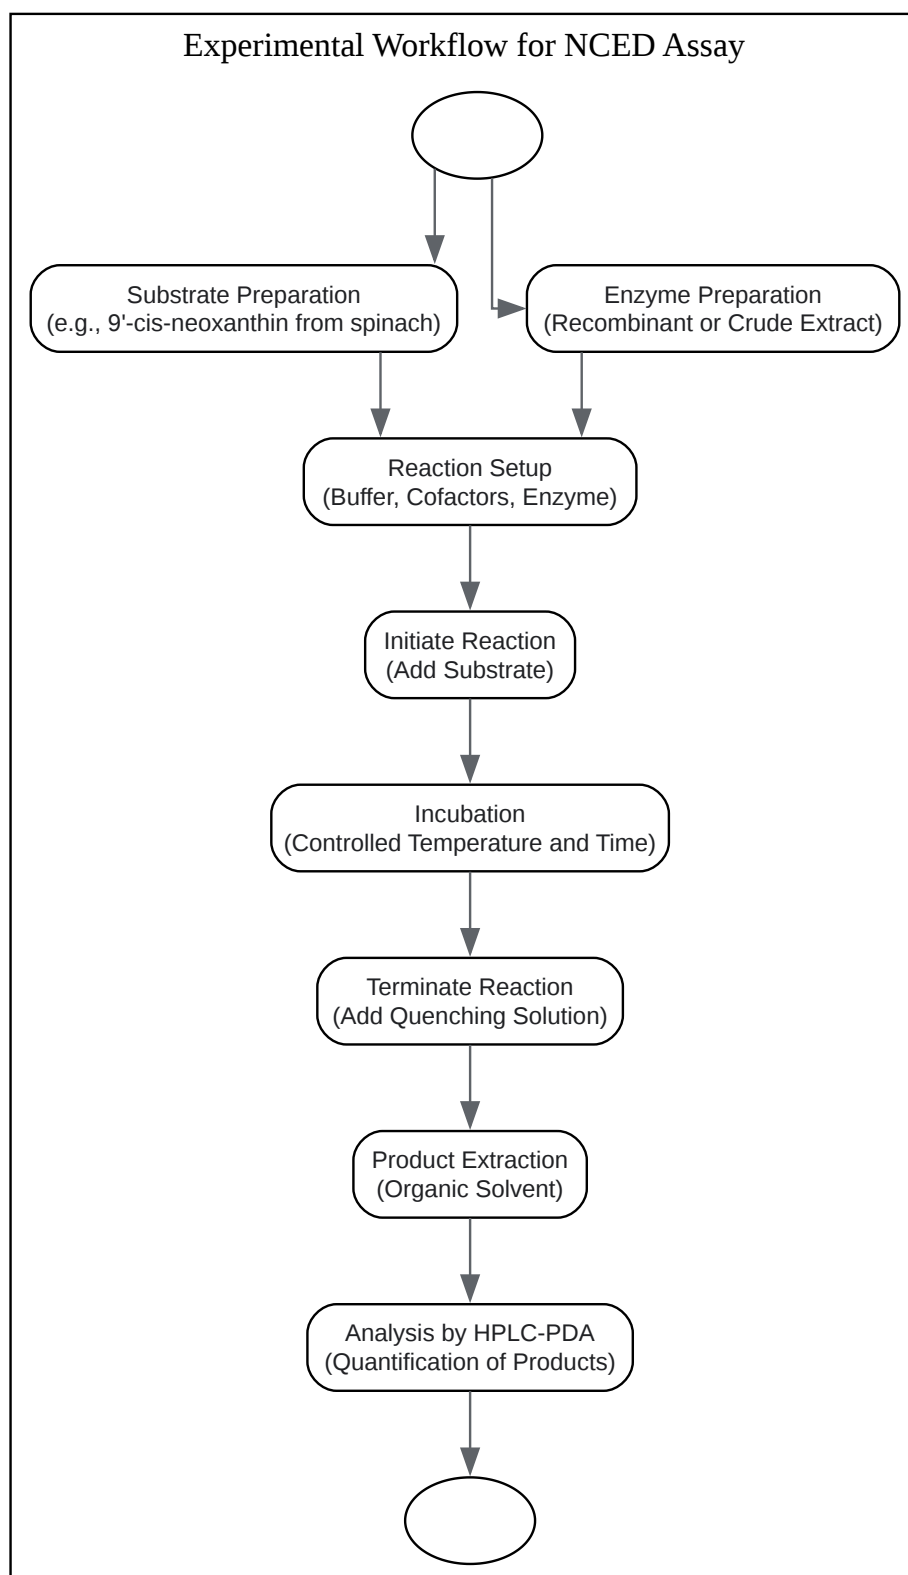 Experimental Workflow for NCED Assay
Substrate Preparation
(e.g., 9'-cis-neoxanthin from spinach)
Enzyme Preparation
(Recombinant or Crude Extract)
Reaction Setup
(Buffer, Cofactors, Enzyme)
Initiate Reaction
(Add Substrate)
Incubation
(Controlled Temperature and Time)
Terminate Reaction
(Add Quenching Solution)
Product Extraction
(Organic Solvent)
Analysis by HPLC-PDA
(Quantification of Products)